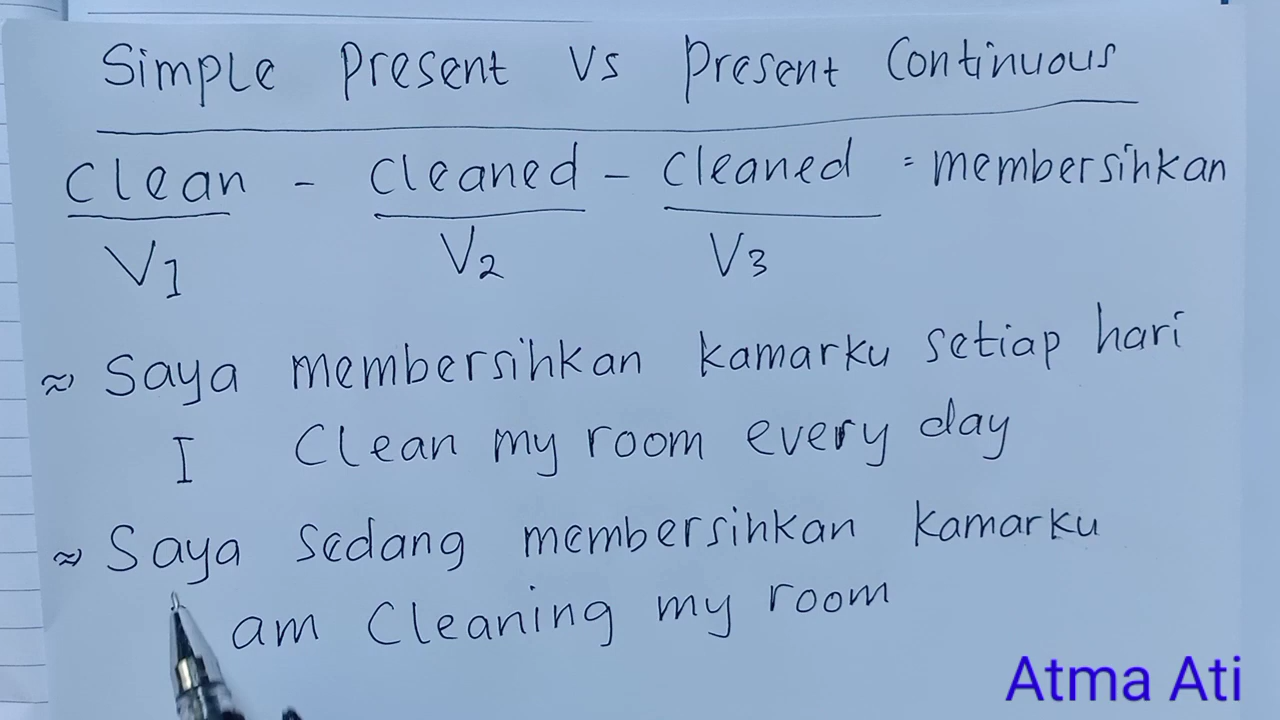 Simple Present Vs Present Continuous
Clean - Cleaned - Cleaned = membersihkan
V1 V2 V3
≈ Saya membersihkan kamarku setiap hari
I Clean my room every day
≈ Saya sedang membersihkan kamarku
am Cleaning my room
Atma Ati